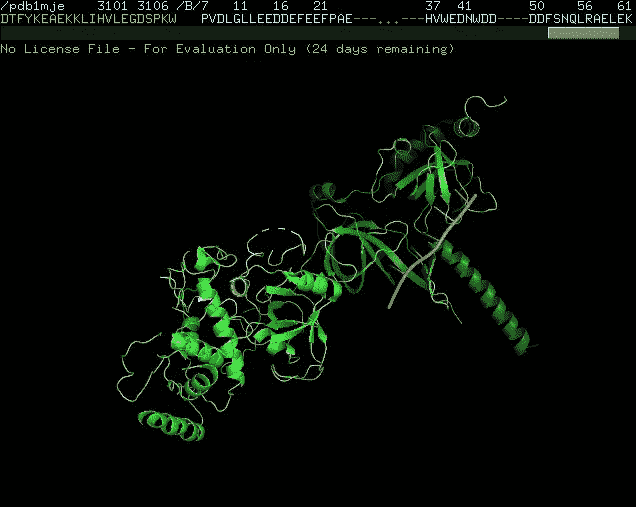 /pdb1mje 3101 3106 /B/7 11 16 21 37 41 50 56 61
DTFYKEAEKKLIHVLEGDSPKW PVDLGLLEEDDEFEEFPAE---...---HVWEDNWDD----DDFSNQLRAELEK
No License File - For Evaluation Only (24 days remaining)